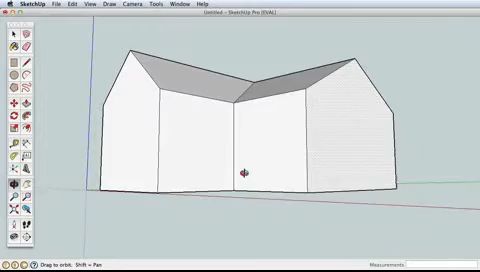 SketchUp File Edit View Draw Camera Tools Window Help
Untitled - SketchUp Pro (EVAL)
Drag to orbit. Shift = Pan
Measurements